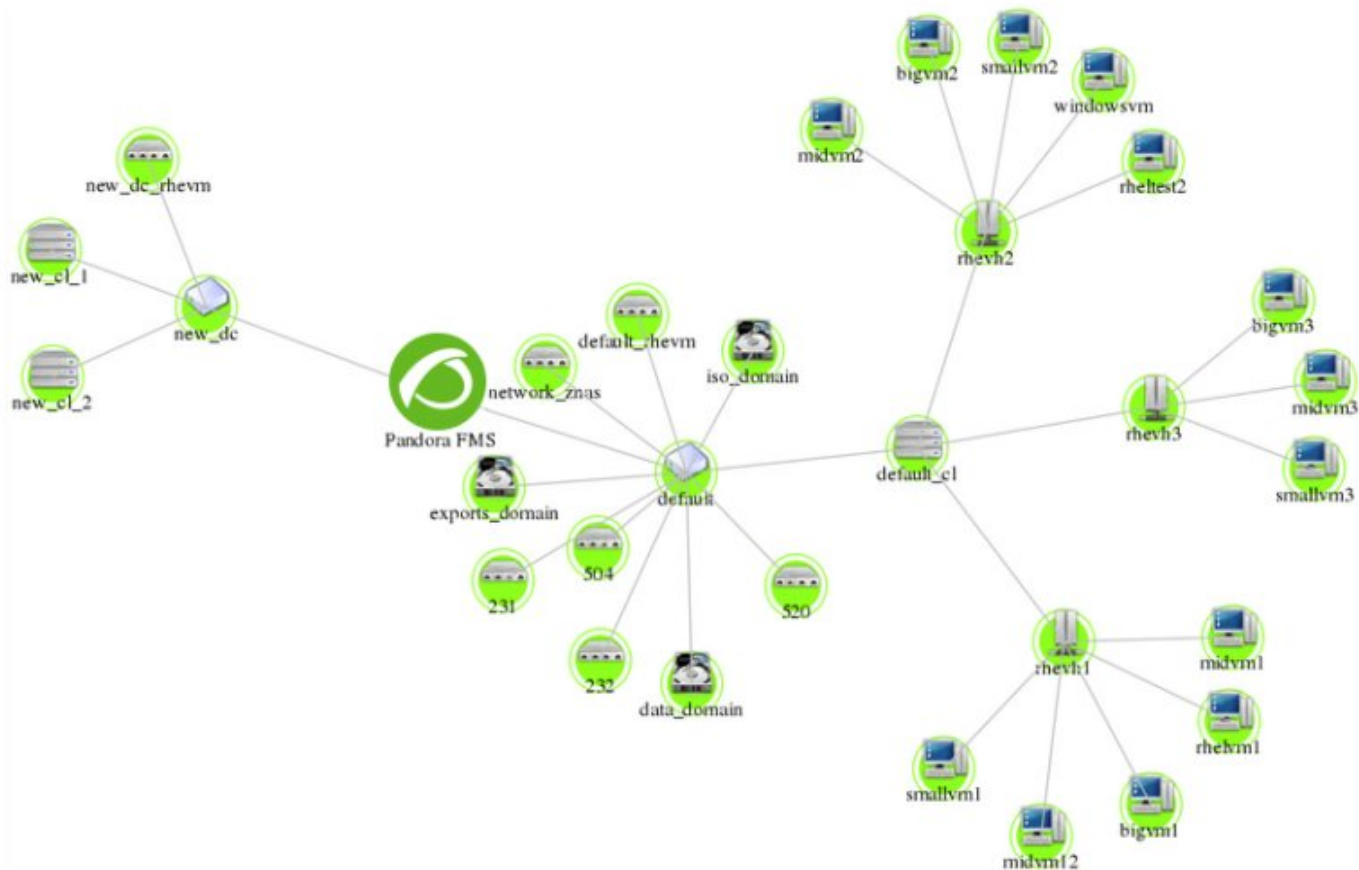 bigvm2
smallvm2
windowsvm
midvm2
new_dc_rhevm
rheltest2
rhevh2
new_cl_1
bigvm3
new_dc
default_rhevm
iso_domain
network_znas
new_cl_2
midvm3
rhevh3
Pandora FMS
default_cl
smallvm3
default
exports_domain
504
231
520
rhevh1
midvm1
232
data_domain
rhelvm1
smallvm1
bigvm1
midvm12